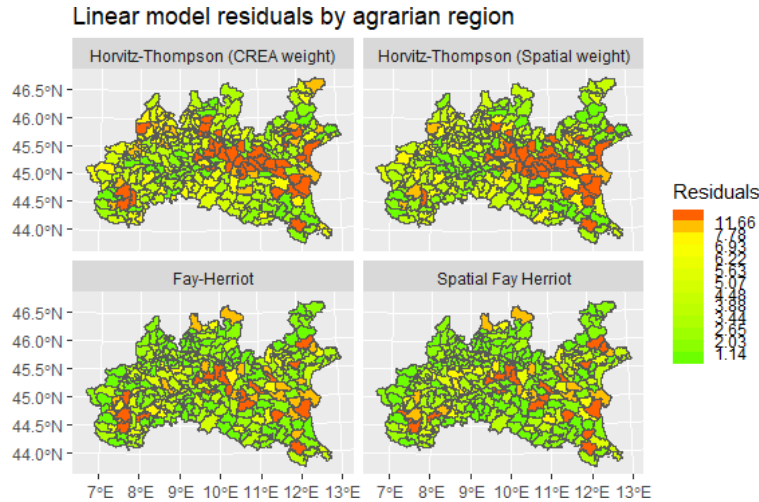 Linear model residuals by agrarian region
Horvitz-Thompson (CREA weight)
Horvitz-Thompson (Spatial weight)
46.5°N
46.0°N
45.5°N
45.0°N
44.5°N
44.0°N
Fay-Herriot
Spatial Fay Herriot
46.5°N
46.0°N
45.5°N
45.0°N
44.5°N
44.0°N
7°E 8°E 9°E 10°E 11°E 12°E 13°E
7°E 8°E 9°E 10°E 11°E 12°E 13°E
Residuals
11.66
7.78
6.93
6.22
5.63
5.07
4.48
3.44
2.65
2.03
1.14